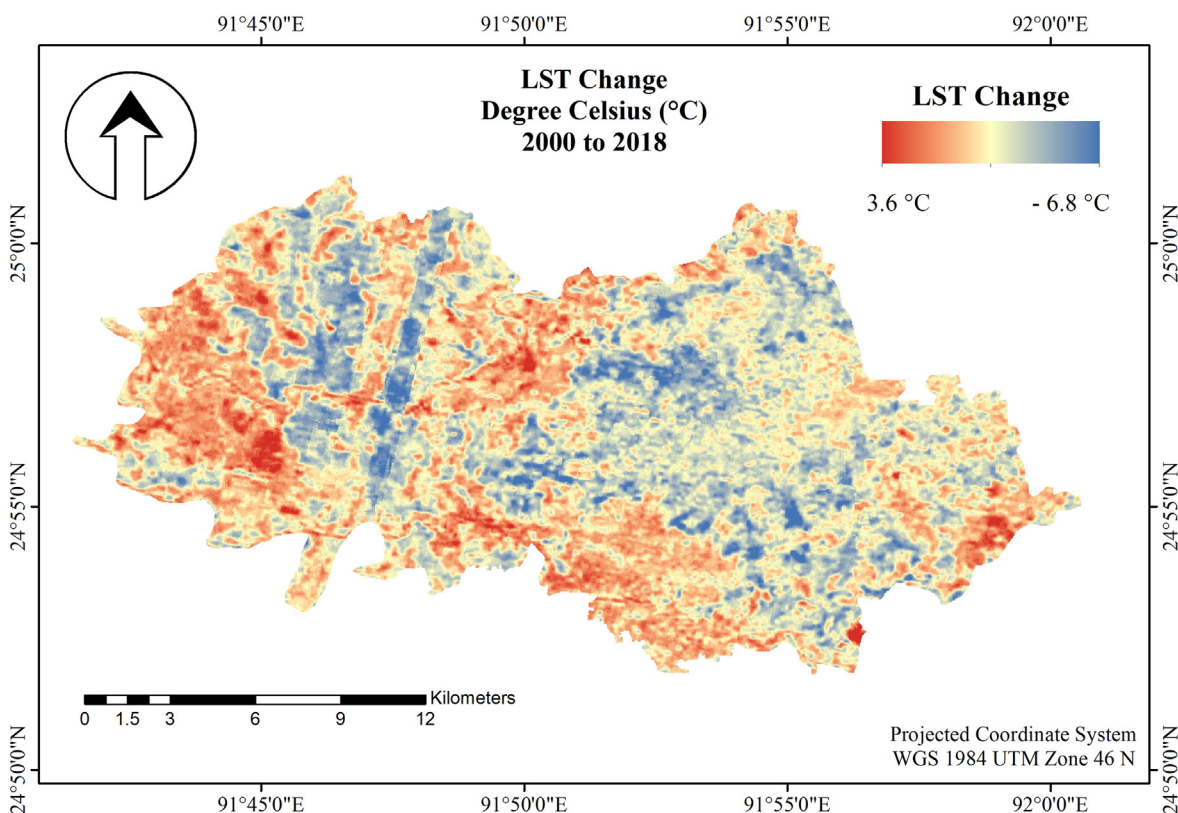 91°45'0"E 91°50'0"E 91°55'0"E 92°0'0"E
LST Change
Degree Celsius (°C)
2000 to 2018
LST Change
3.6 °C - 6.8 °C
25°0'0"N 25°0'0"N
24°55'0"N 24°55'0"N
24°50'0"N 24°50'0"N
Kilometers
0 1.5 3 6 9 12
Projected Coordinate System
WGS 1984 UTM Zone 46 N
91°45'0"E 91°50'0"E 91°55'0"E 92°0'0"E